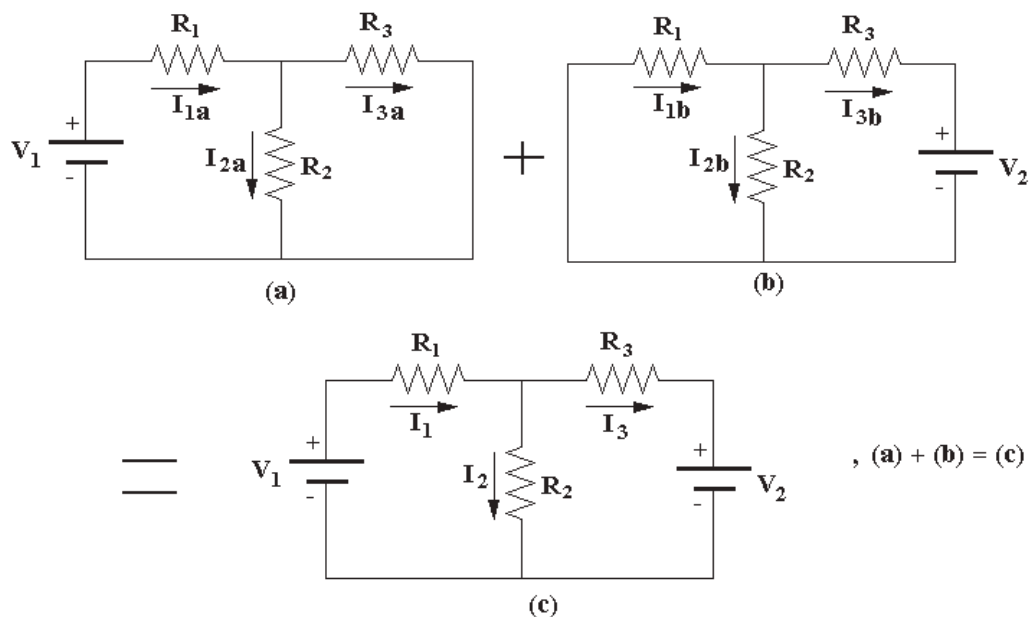 R1 R3 R1 R3
I1a I3a I1b I3b
+ +
V1 I2a R2 + I2b R2 V2
- -
(a) (b)
R1 R3
I1 I3
+ +
= V1 I2 R2 V2 , (a) + (b) = (c)
- -
(c)